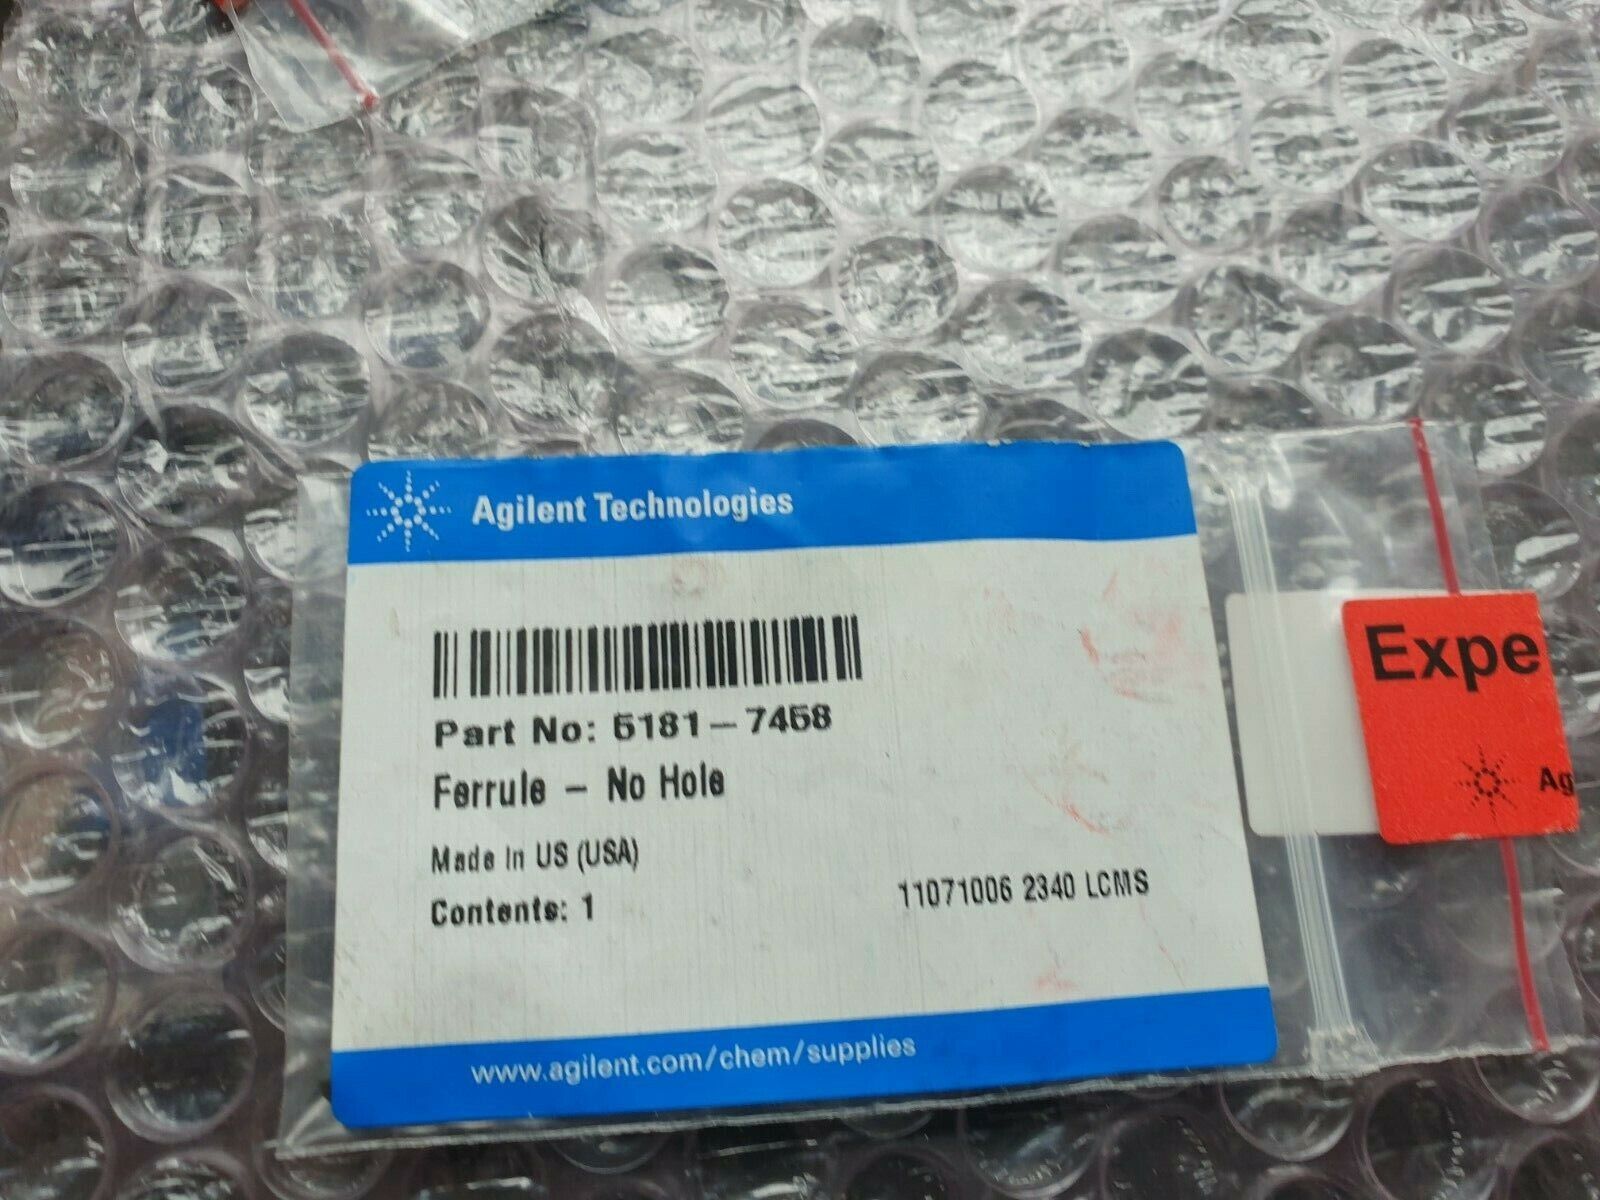 Agilent Technologies
Part No: 5181-7458
Ferrule - No Hole
Made In US (USA)
Contents: 1
11071006 2340 LCMS
www.agilent.com/chem/supplies
Expe
Ag